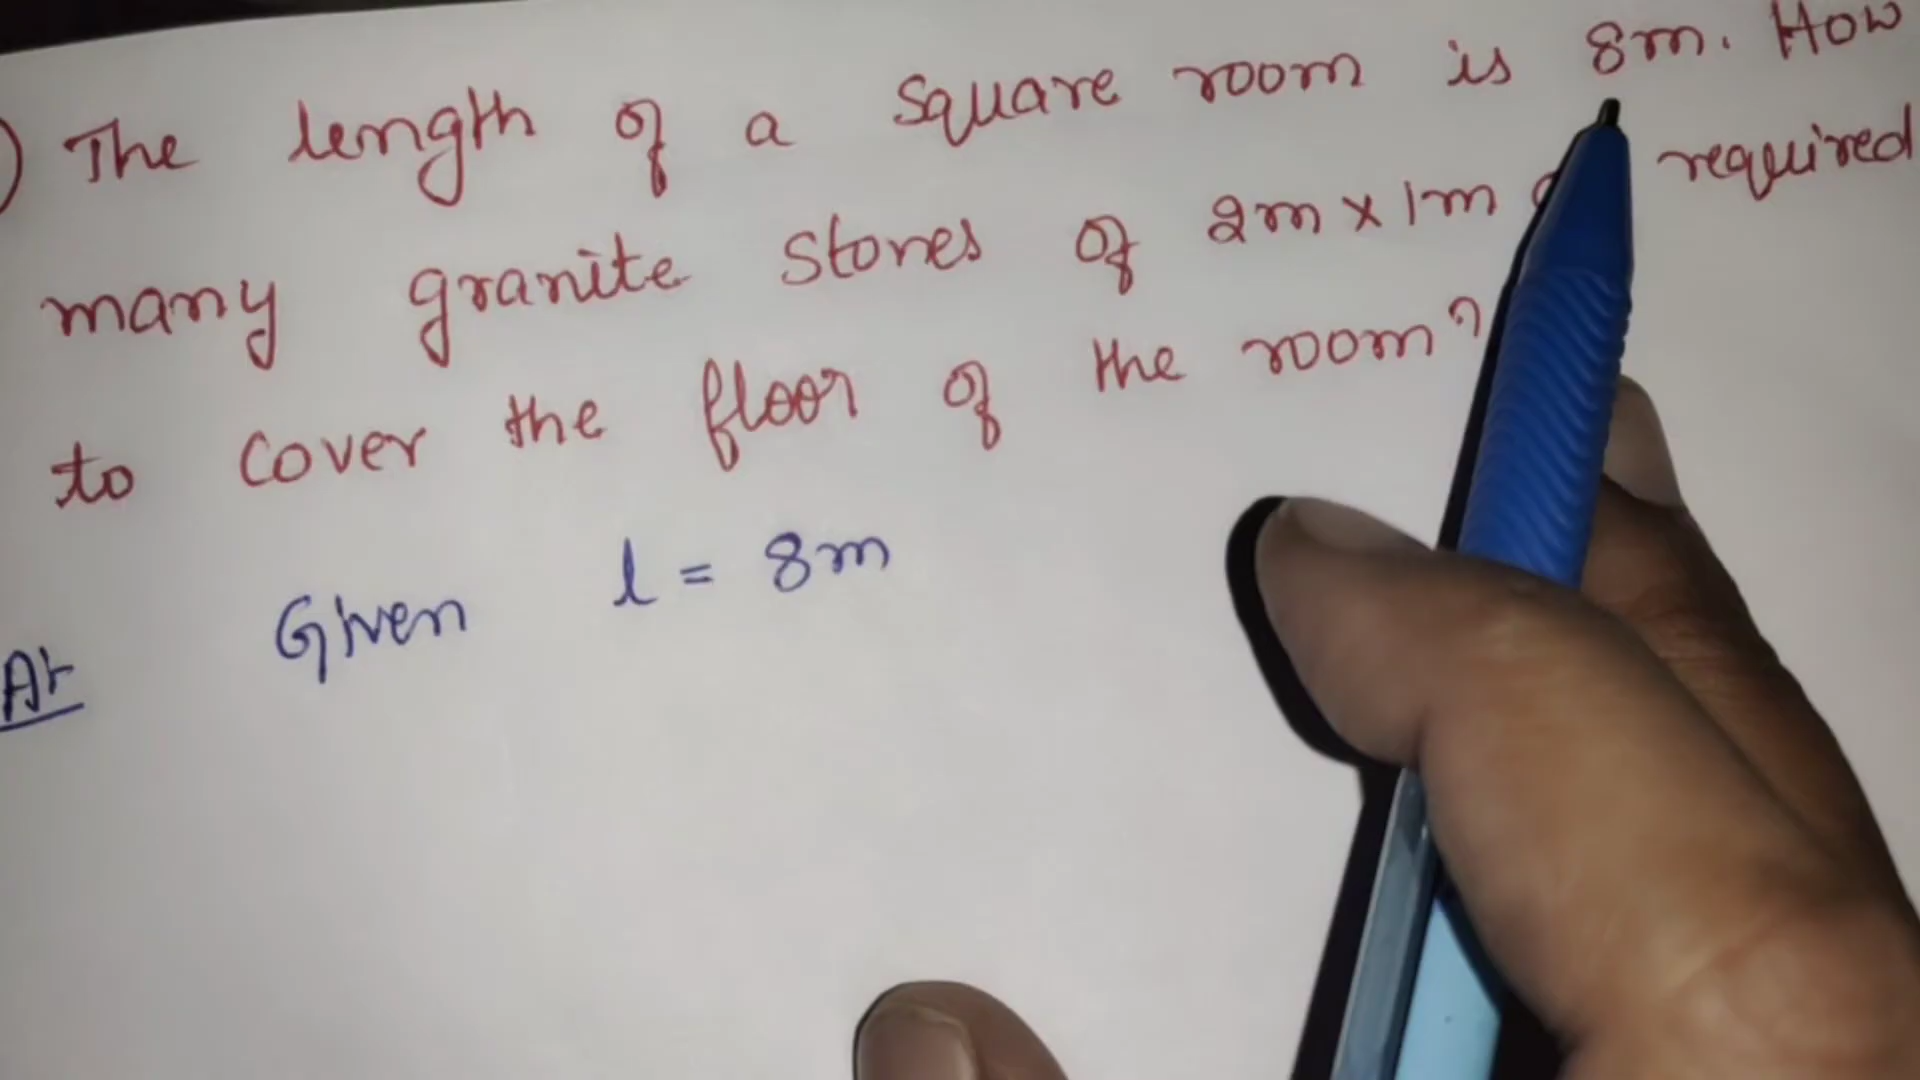 ) The length of a square room is 8m. How
many granite stones of 2m x 1m required
to cover the floor of the room?
Given l = 8m